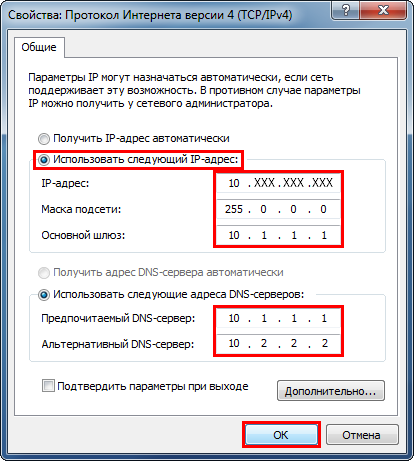 Свойства: Протокол Интернета версии 4 (TCP/IPv4)
Общие
Параметры IP могут назначаться автоматически, если сеть
поддерживает эту возможность. В противном случае параметры
IP можно получить у сетевого администратора.
Получить IP-адрес автоматически
Использовать следующий IP-адрес:
IP-адрес: 10 . XXX . XXX . XXX
Маска подсети: 255 . 0 . 0 . 0
Основной шлюз: 10 . 1 . 1 . 1
Получить адрес DNS-сервера автоматически
Использовать следующие адреса DNS-серверов:
Предпочитаемый DNS-сервер: 10 . 1 . 1 . 1
Альтернативный DNS-сервер: 10 . 2 . 2 . 2
Подтвердить параметры при выходе
Дополнительно...
ОК Отмена